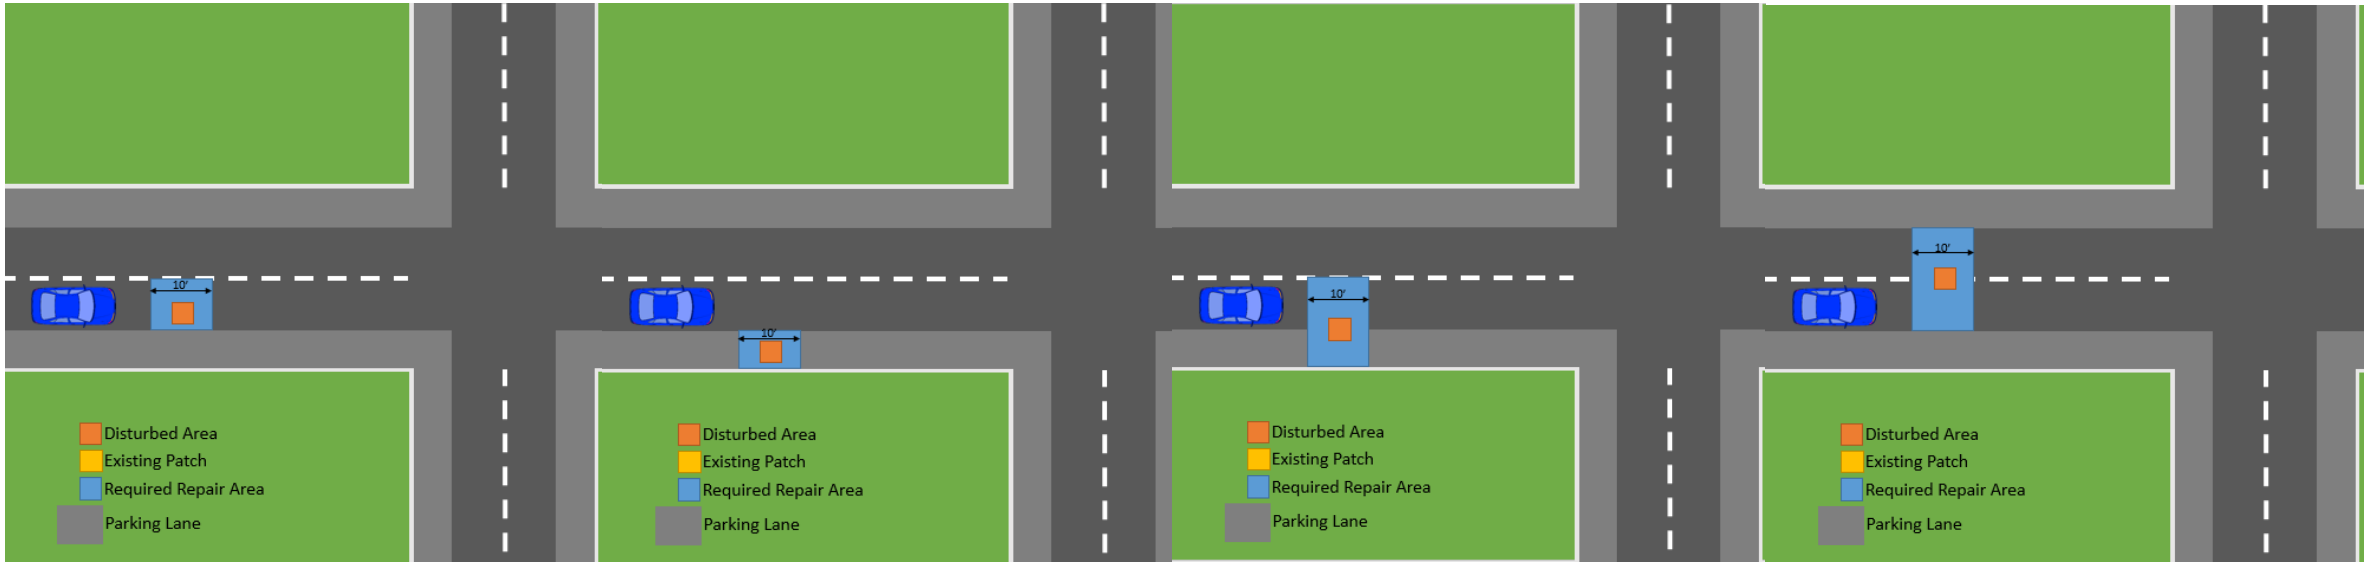 10'
Disturbed Area
Existing Patch
Required Repair Area
Parking Lane
10'
Disturbed Area
Existing Patch
Required Repair Area
Parking Lane
10'
Disturbed Area
Existing Patch
Required Repair Area
Parking Lane
10'
Disturbed Area
Existing Patch
Required Repair Area
Parking Lane